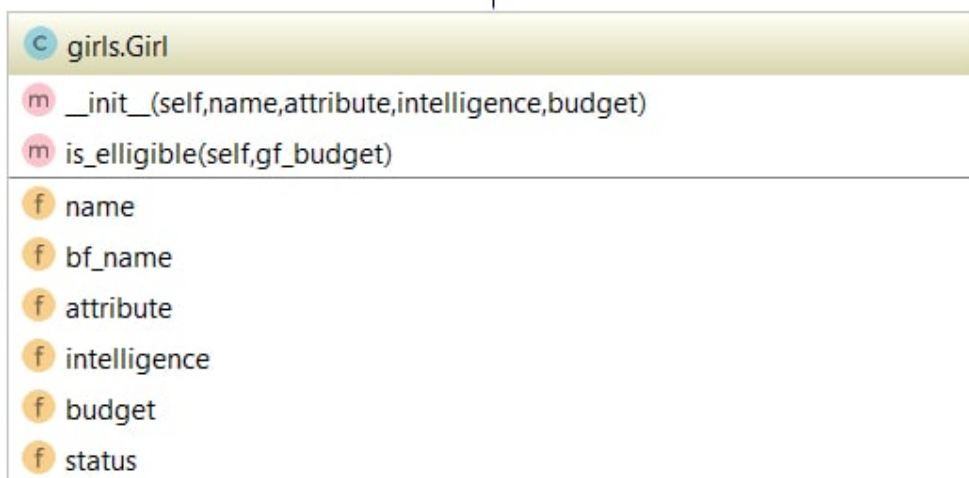 C girls.Girl
m __init__(self,name,attribute,intelligence,budget)
m is_elligible(self,gf_budget)
f name
f bf_name
f attribute
f intelligence
f budget
f status